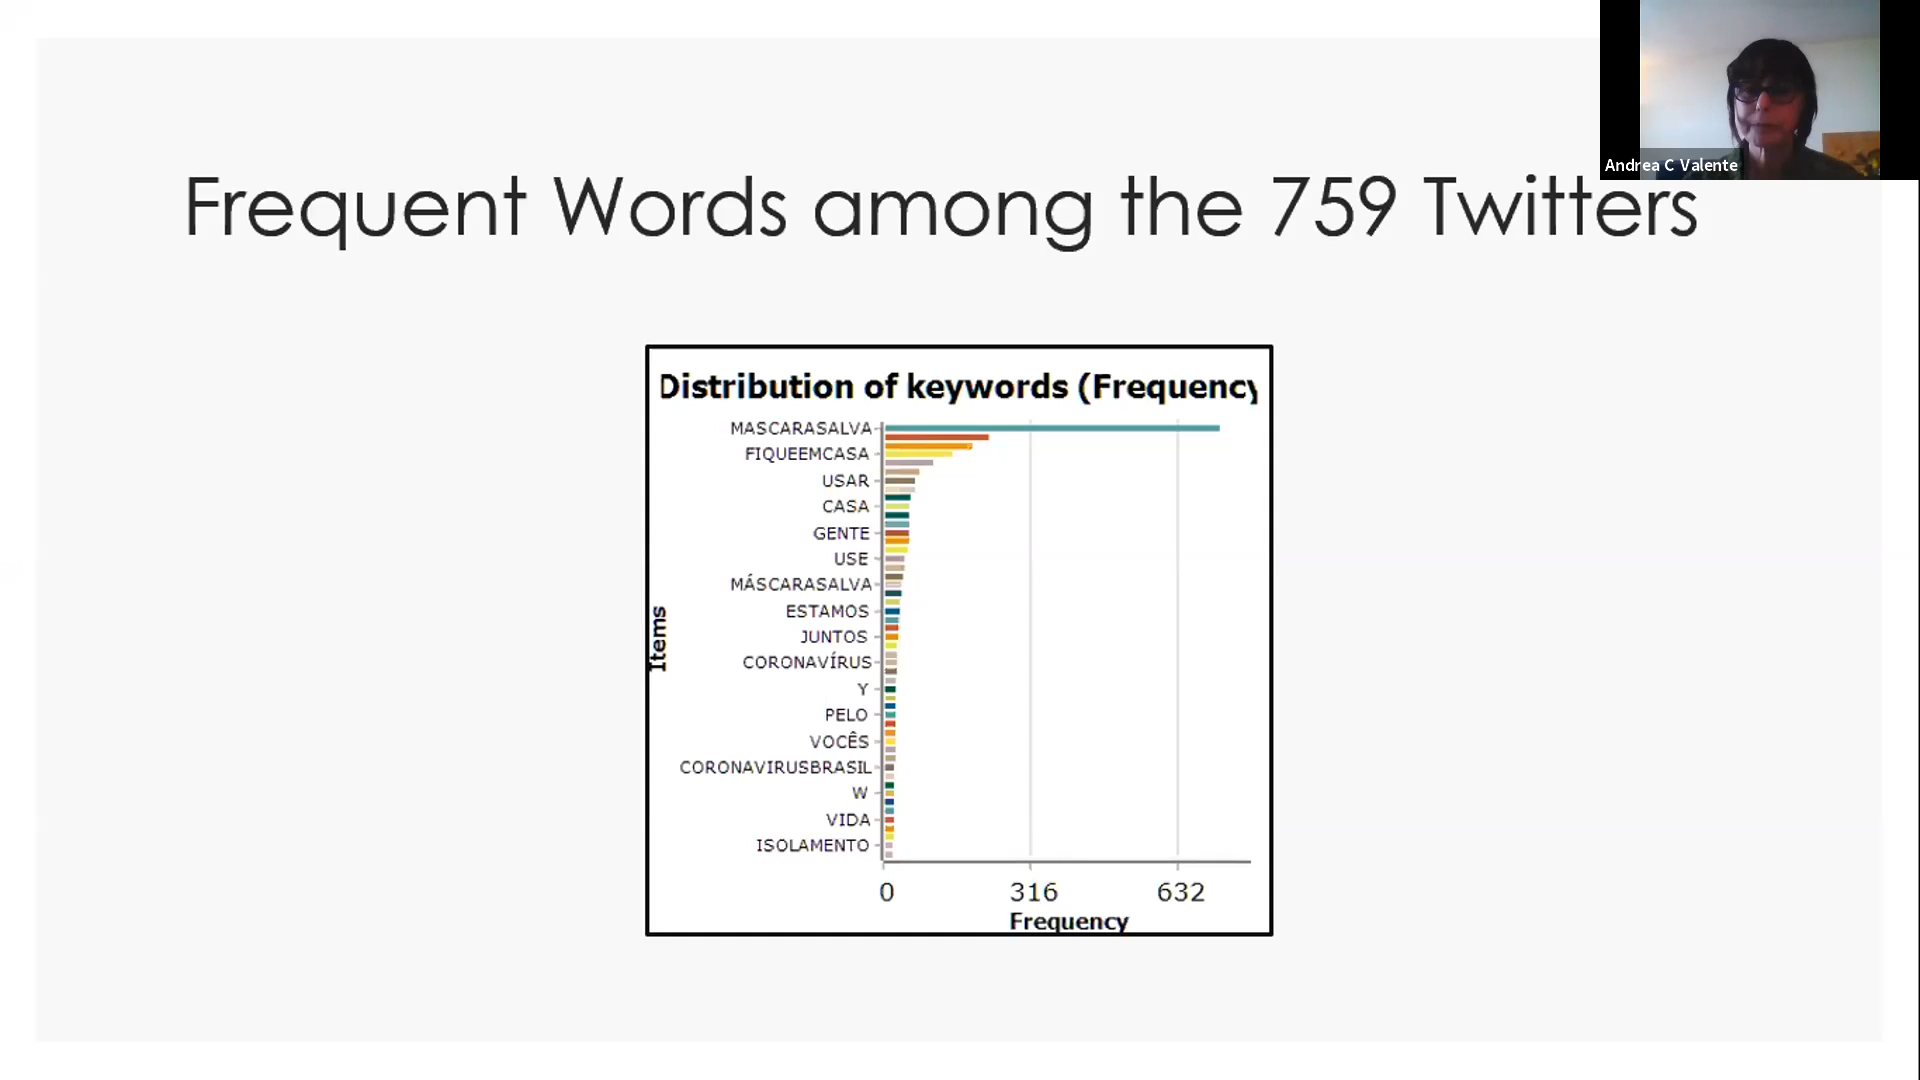 Andrea C Valente
Frequent Words among the 759 Twitters
Distribution of keywords (Frequency
MASCARASALVA
FIQUEEMCASA
USAR
CASA
GENTE
USE
MÁSCARASALVA
ESTAMOS
JUNTOS
CORONAVÍRUS
Y
PELO
VOCÊS
CORONAVIRUSBRASIL
W
VIDA
ISOLAMENTO
Items
0 316 632
Frequency